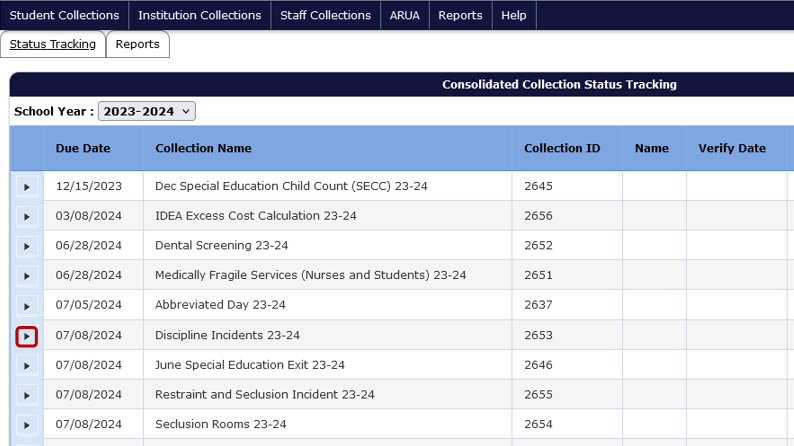 Student Collections Institution Collections Staff Collections ARUA Reports Help
Status Tracking Reports
Consolidated Collection Status Tracking
School Year : 2023-2024
Due Date Collection Name Collection ID Name Verify Date
12/15/2023 Dec Special Education Child Count (SECC) 23-24 2645
03/08/2024 IDEA Excess Cost Calculation 23-24 2656
06/28/2024 Dental Screening 23-24 2652
06/28/2024 Medically Fragile Services (Nurses and Students) 23-24 2651
07/05/2024 Abbreviated Day 23-24 2637
07/08/2024 Discipline Incidents 23-24 2653
07/08/2024 June Special Education Exit 23-24 2646
07/08/2024 Restraint and Seclusion Incident 23-24 2655
07/08/2024 Seclusion Rooms 23-24 2654